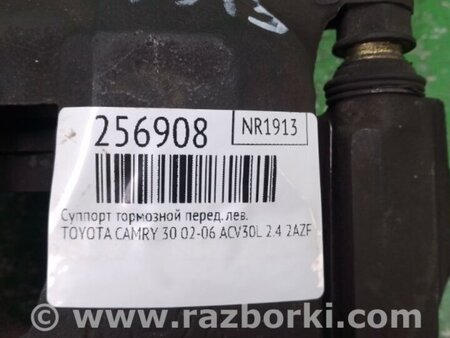 256908
NR1913
Суппорт тормозной перед. лев.
TOYOTA CAMRY 30 02-06 ACV30L 2.4 2AZF
www.razborki.com